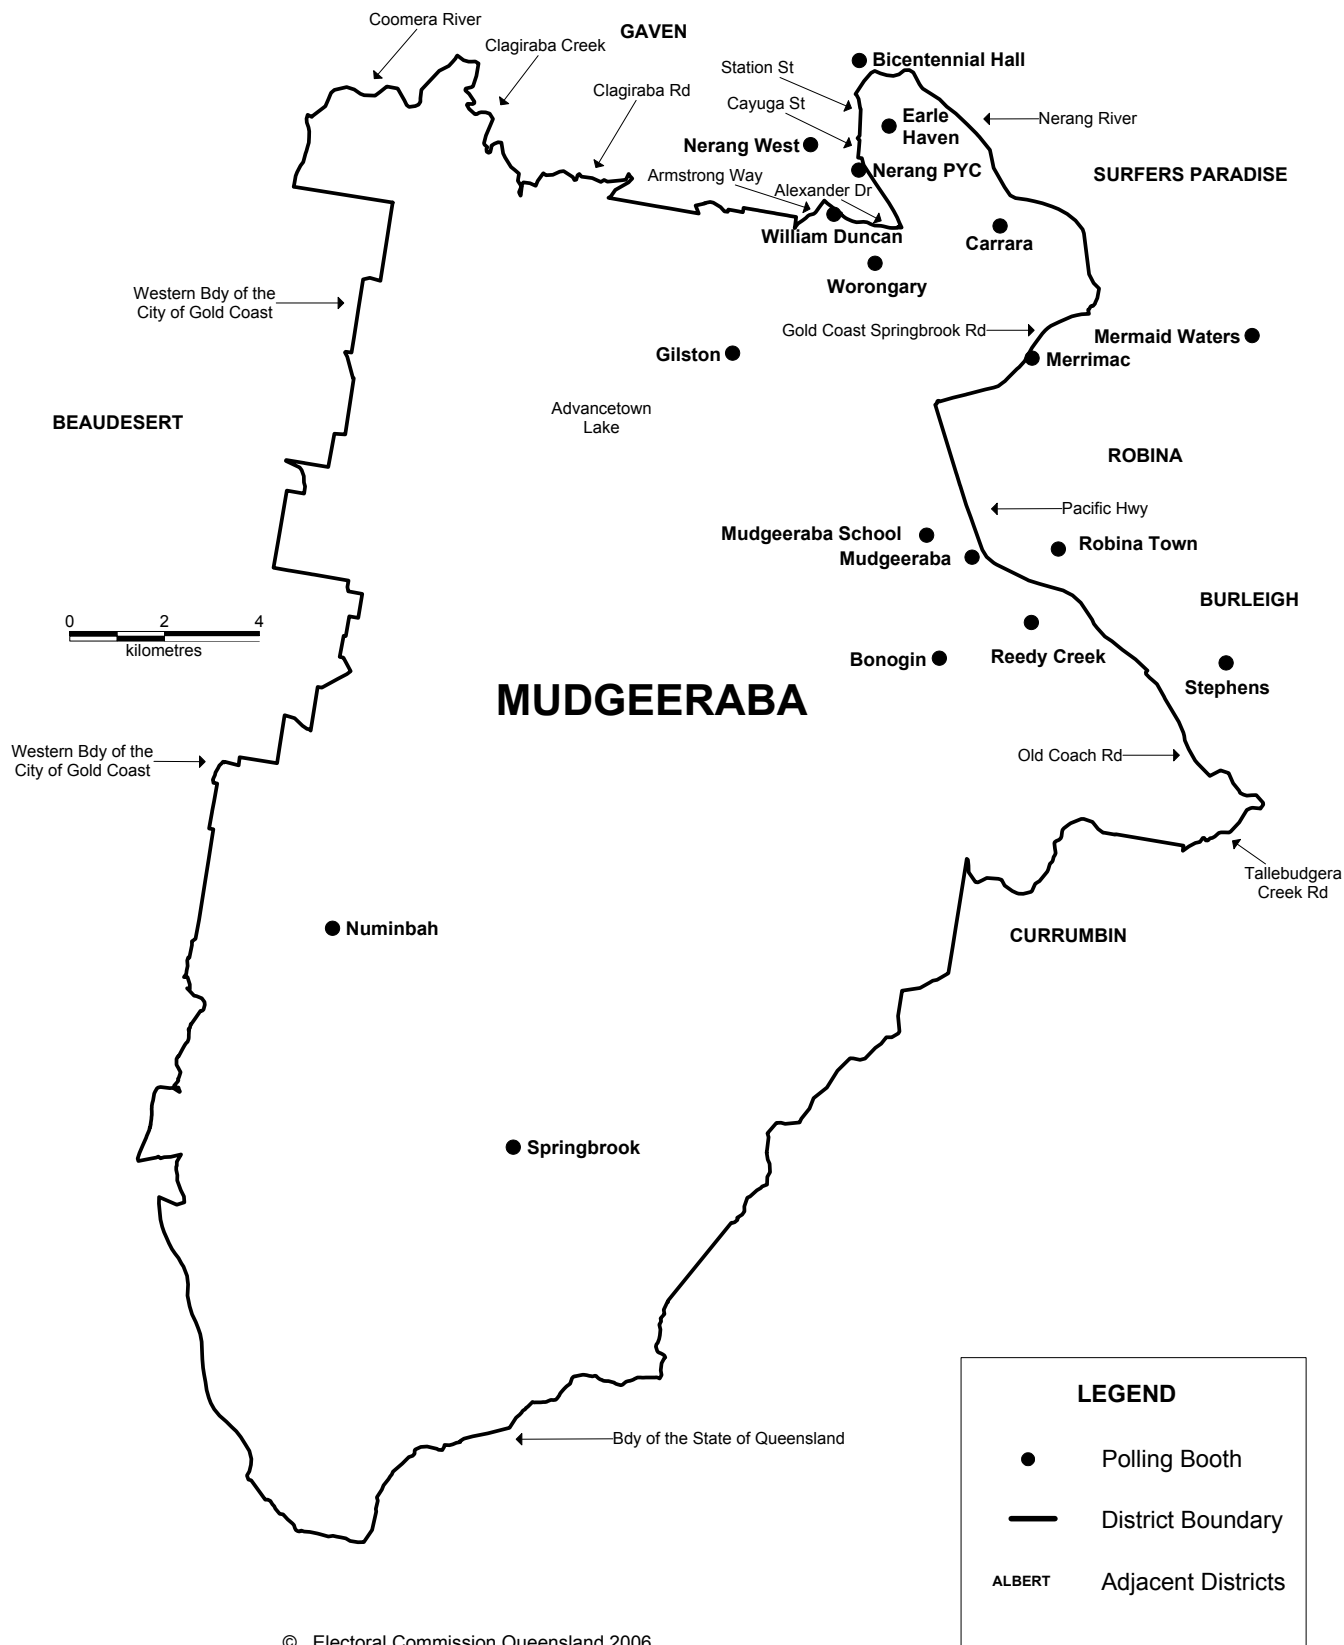 Coomera River
GAVEN
Clagiraba Creek
Bicentennial Hall
Station St
Clagiraba Rd
Cayuga St
Earle
Haven
Nerang River
Nerang West
Nerang PYC
SURFERS PARADISE
Armstrong Way
Alexander Dr
William Duncan
Carrara
Worongary
Western Bdy of the
City of Gold Coast
Gold Coast Springbrook Rd
Mermaid Waters
Gilston
Merrimac
Advancetown
Lake
BEAUDESERT
ROBINA
Pacific Hwy
Mudgeeraba School
Robina Town
Mudgeeraba
BURLEIGH
0 2 4
kilometres
Bonogin
Reedy Creek
Stephens
MUDGEERABA
Western Bdy of the
City of Gold Coast
Old Coach Rd
Tallebudgera
Creek Rd
Numinbah
CURRUMBIN
Springbrook
Bdy of the State of Queensland
LEGEND
Polling Booth
District Boundary
ALBERT Adjacent Districts
© Electoral Commission Queensland 2006